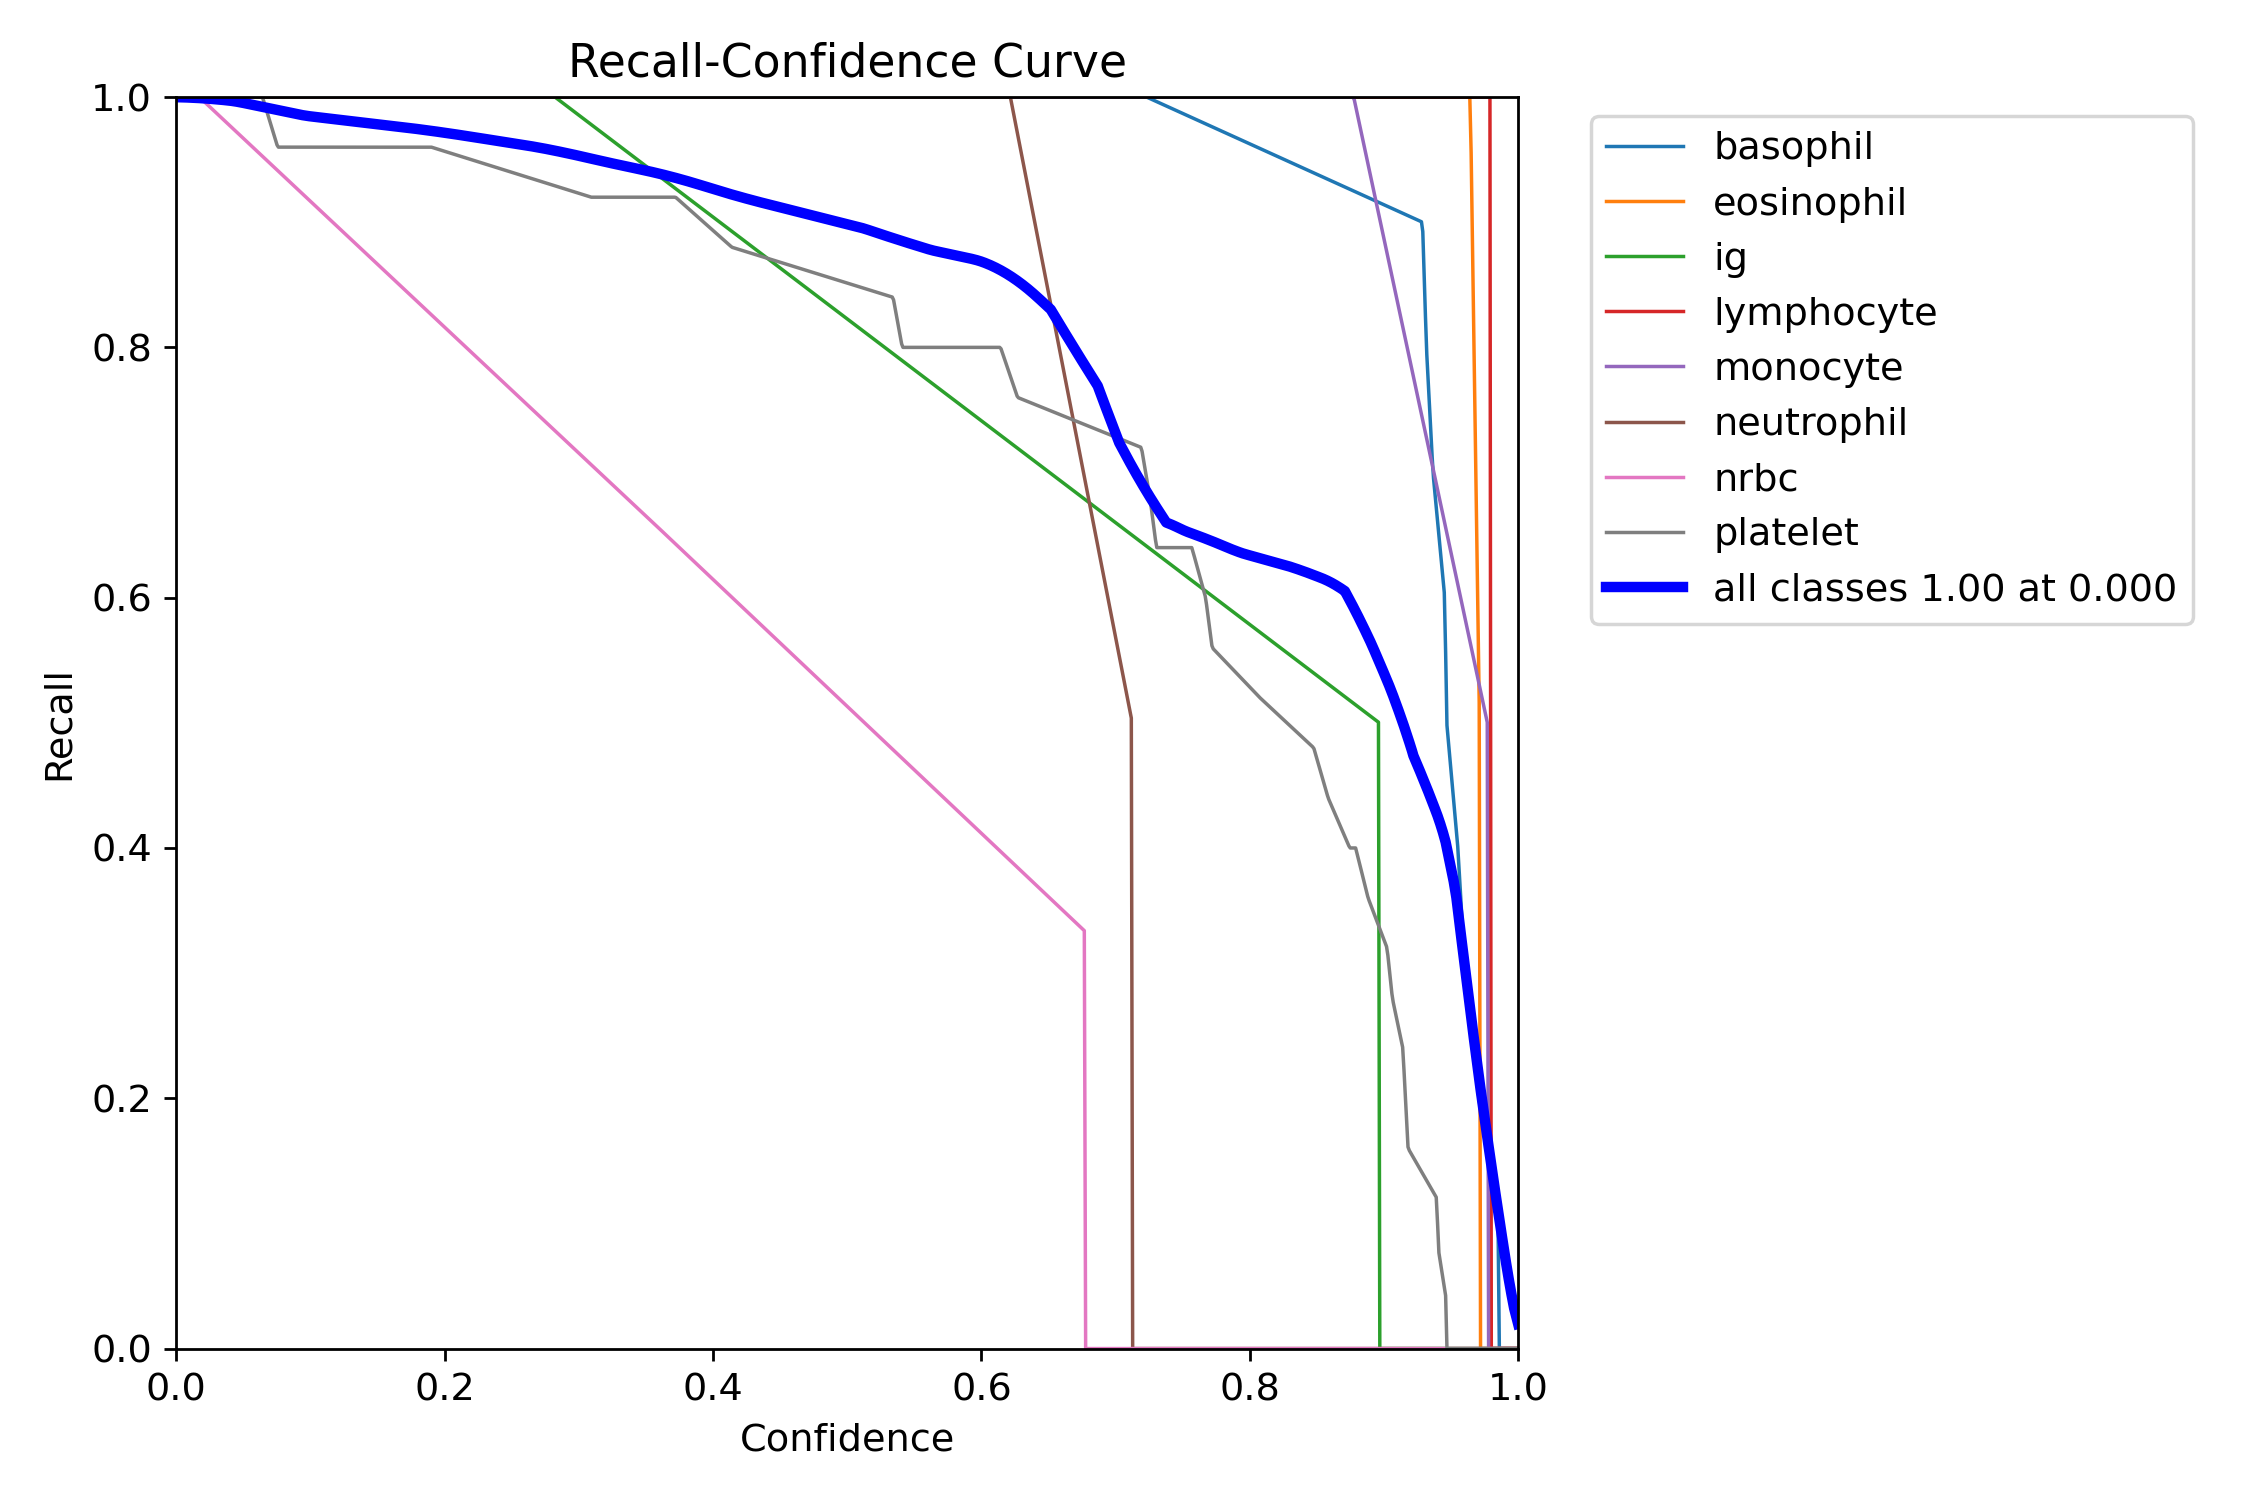 Recall-Confidence Curve
1.0
0.8
0.6
0.4
0.2
0.0
Recall
0.0 0.2 0.4 0.6 0.8 1.0
Confidence
basophil
eosinophil
ig
lymphocyte
monocyte
neutrophil
nrbc
platelet
all classes 1.00 at 0.000